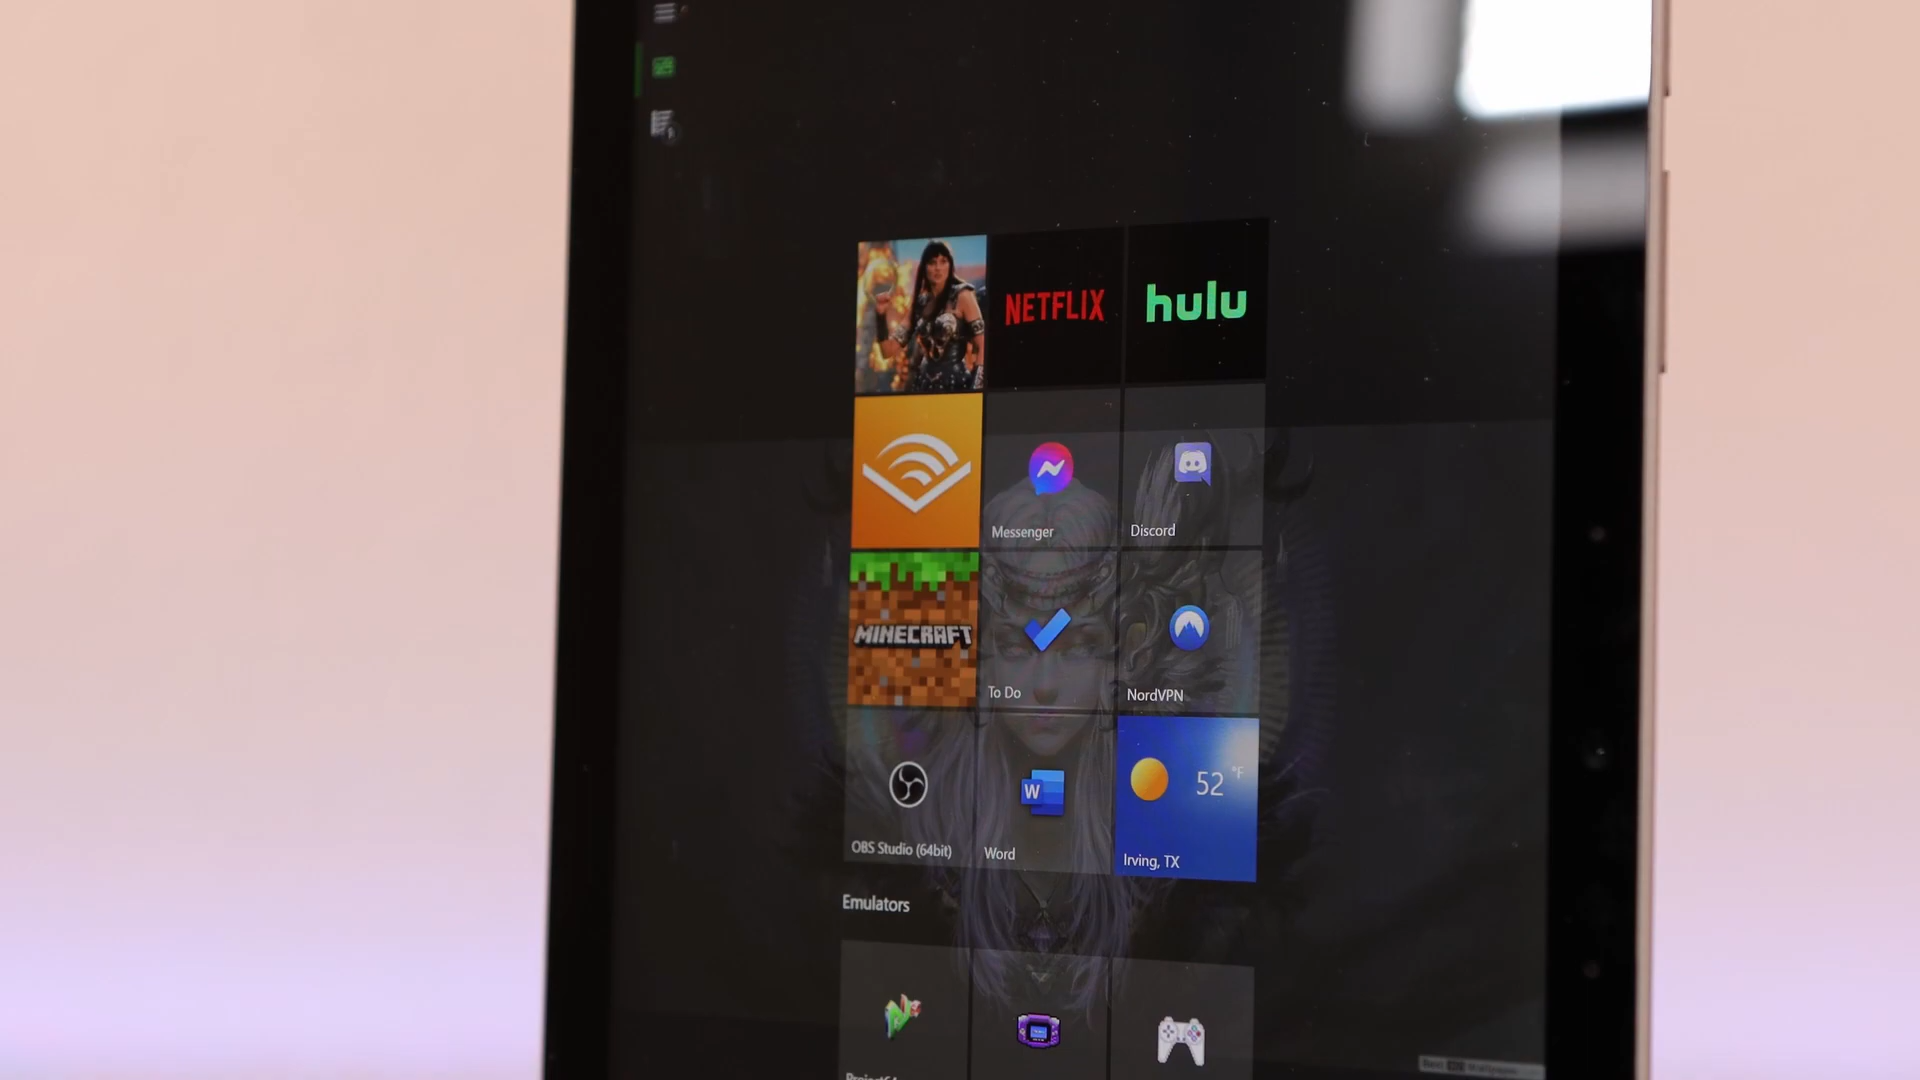 NETFLIX
hulu
Messenger
Discord
MINECRAFT
To Do
NordVPN
52 °F
OBS Studio (64bit)
W
Word
Irving, TX
Emulators